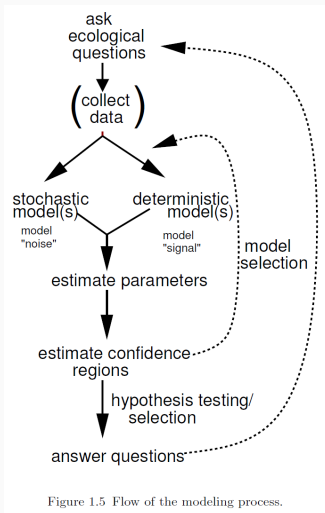 ask
ecological
questions
(collect
data)
stochastic
model(s)
deterministic
model(s)
model
"noise"
model
"signal"
model
selection
estimate parameters
estimate confidence
regions
hypothesis testing/
selection
answer questions
Figure 1.5 Flow of the modeling process.